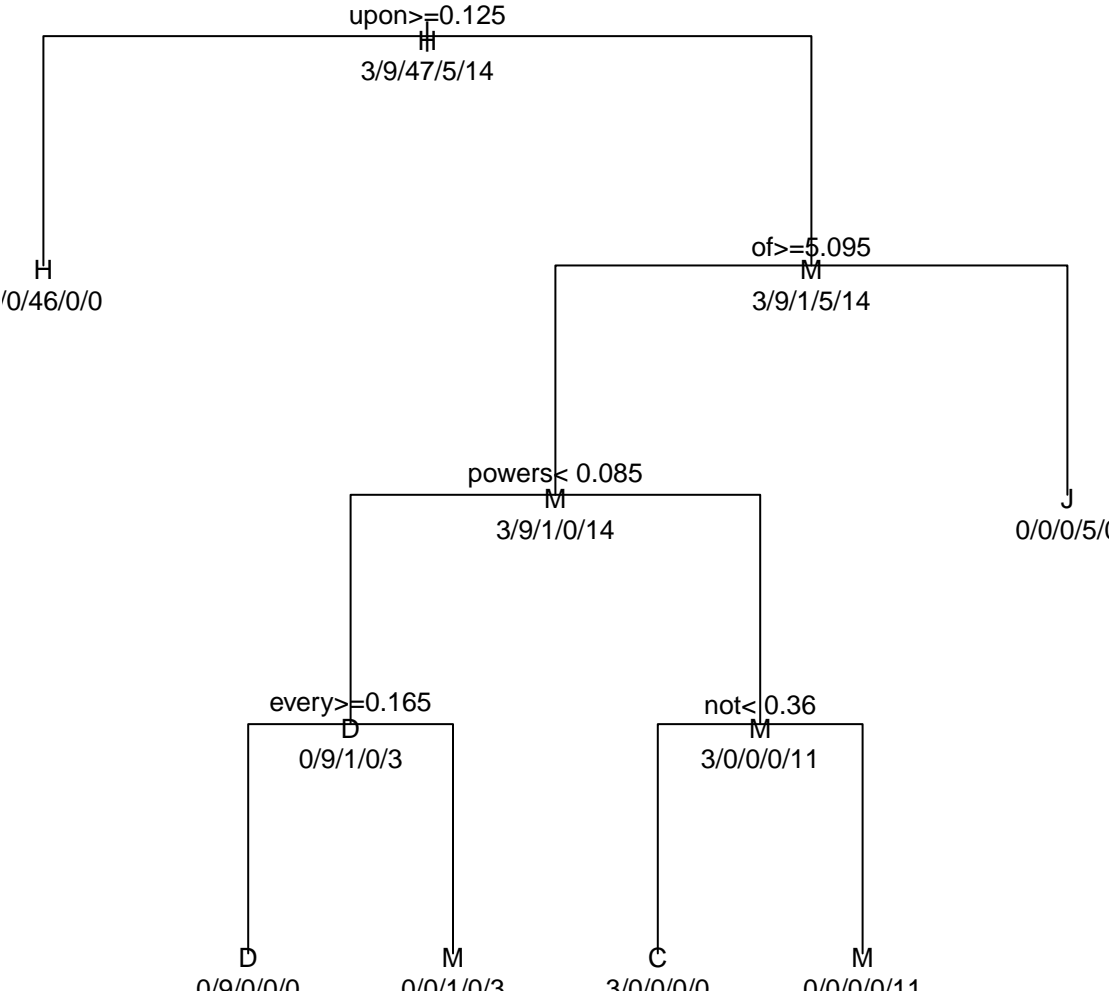 upon>=0.125
H
3/9/47/5/14
of>=5.095
H
M
/0/46/0/0
3/9/1/5/14
powers< 0.085
M
J
3/9/1/0/14
0/0/0/5/0
every>=0.165
not< 0.36
D
M
0/9/1/0/3
3/0/0/0/11
D
M
C
M
0/9/0/0/0
0/0/1/0/3
3/0/0/0/0
0/0/0/0/11